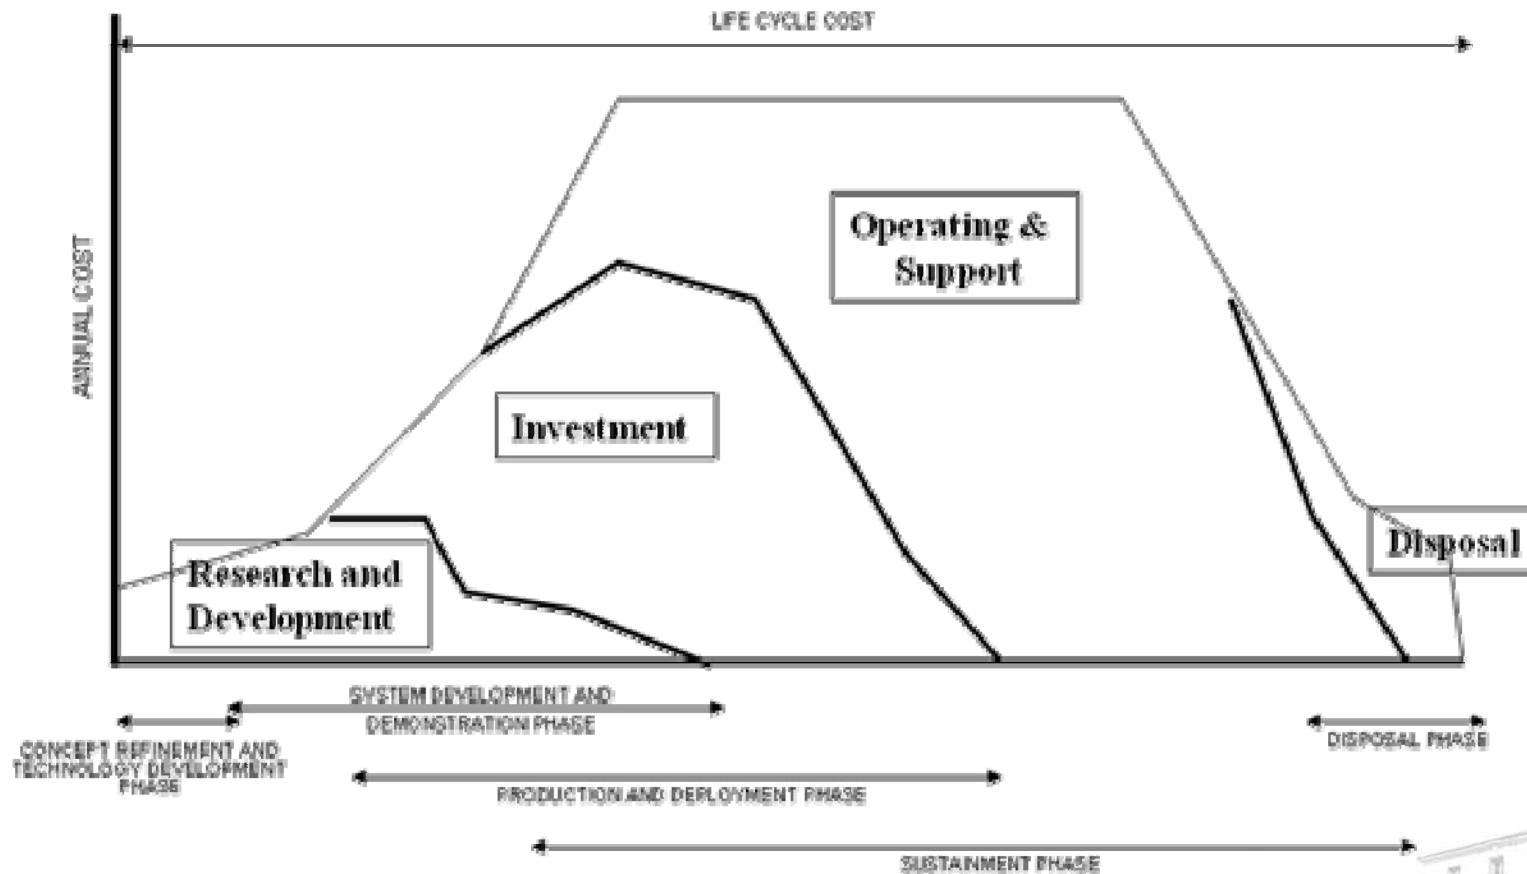 LIFE CYCLE COST
ANNUAL COST
Operating &
Support
Investment
Research and
Development
Disposal
SYSTEM DEVELOPMENT AND
DEMONSTRATION PHASE
CONCEPT REFINEMENT AND
TECHNOLOGY DEVELOPMENT
PHASE
DISPOSAL PHASE
PRODUCTION AND DEPLOYMENT PHASE
SUSTAINMENT PHASE